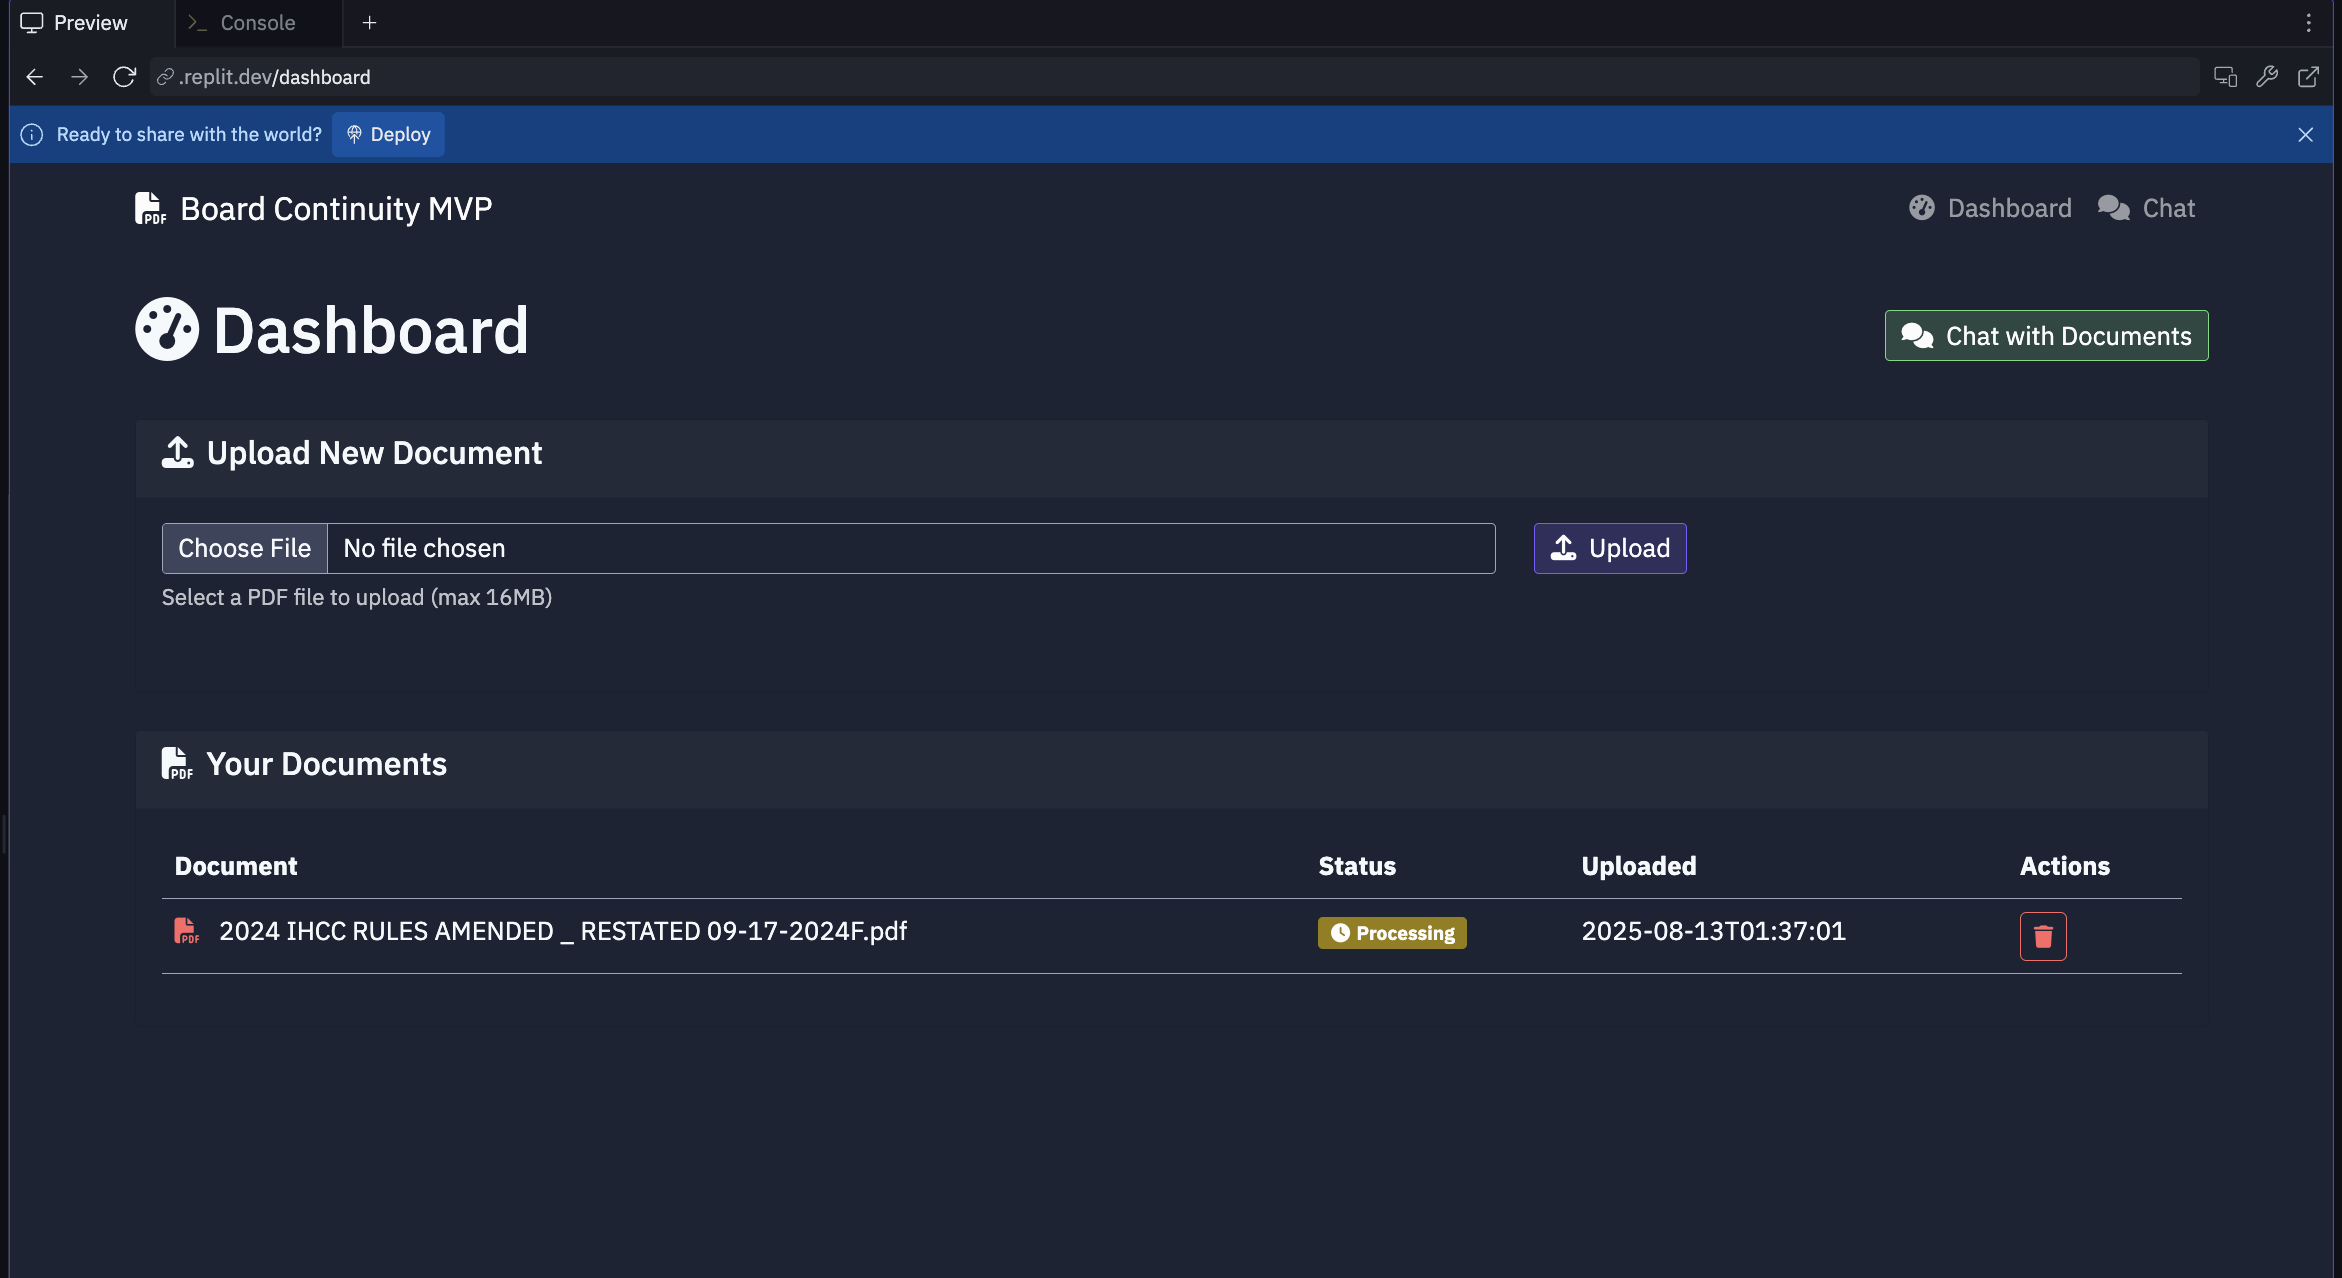 Preview
Console
.replit.dev/dashboard
Ready to share with the world?
Deploy
PDF
Board Continuity MVP
Dashboard
Chat
Dashboard
Chat with Documents
Upload New Document
Choose File
No file chosen
Upload
Select a PDF file to upload (max 16MB)
PDF
Your Documents
Document
Status
Uploaded
Actions
PDF
2024 IHCC RULES AMENDED _ RESTATED 09-17-2024F.pdf
Processing
2025-08-13T01:37:01